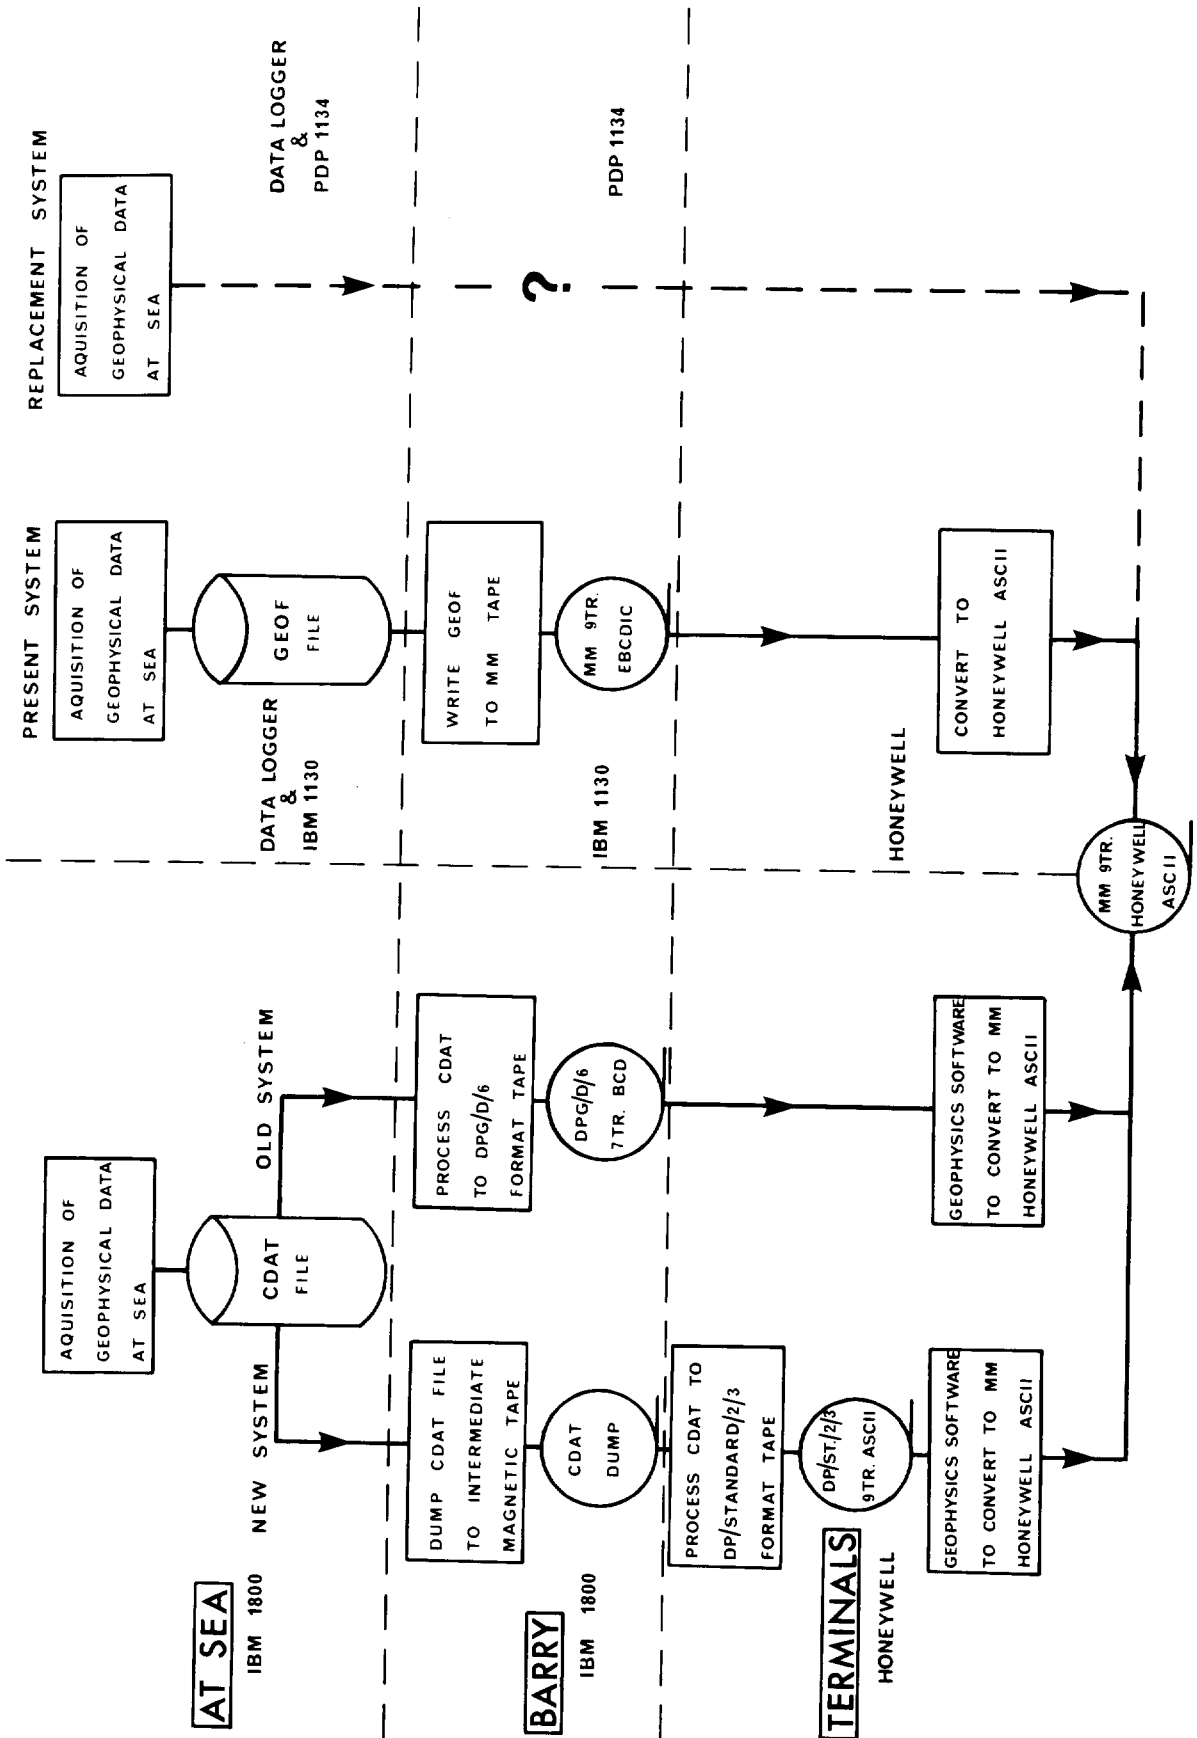 AQUISITION OF
GEOPHYSICAL DATA
AT SEA
CDAT
FILE
NEW SYSTEM
OLD SYSTEM
AT SEA
IBM 1800
PRESENT SYSTEM
AQUISITION OF
GEOPHYSICAL DATA
AT SEA
GEOF
FILE
DATA LOGGER
&
IBM 1130
REPLACEMENT SYSTEM
AQUISITION OF
GEOPHYSICAL DATA
AT SEA
DATA LOGGER
&
PDP 1134
BARRY
IBM 1800
DUMP CDAT FILE
TO INTERMEDIATE
MAGNETIC TAPE
CDAT
DUMP
PROCESS CDAT
TO DPG/D/6
FORMAT TAPE
DPG/D/6
7TR. BCD
IBM 1130
WRITE GEOF
TO MM TAPE
MM 9TR.
EBCDIC
?
PDP 1134
TERMINALS
HONEYWELL
PROCESS CDAT TO
DP/STANDARD/2/3
FORMAT TAPE
DP/ST./2/3
9TR. ASCII
GEOPHYSICS SOFTWARE
TO CONVERT TO MM
HONEYWELL ASCII
GEOPHYSICS SOFTWARE
TO CONVERT TO MM
HONEYWELL ASCII
HONEYWELL
CONVERT TO
HONEYWELL ASCII
MM 9TR.
HONEYWELL
ASCII